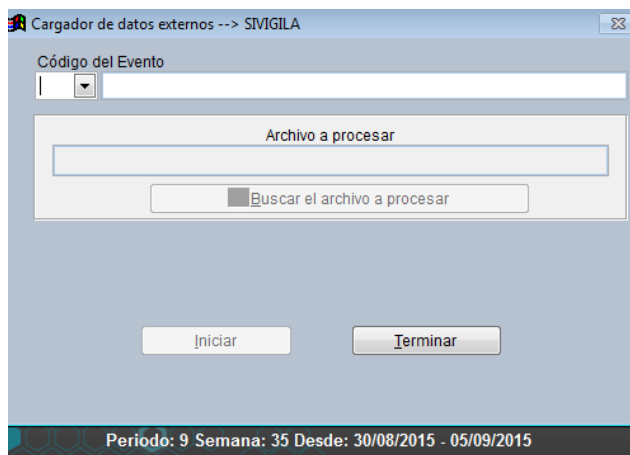 Cargador de datos externos --> SIVIGILA
Código del Evento
Archivo a procesar
Buscar el archivo a procesar
Iniciar
Terminar
Periodo: 9 Semana: 35 Desde: 30/08/2015 - 05/09/2015